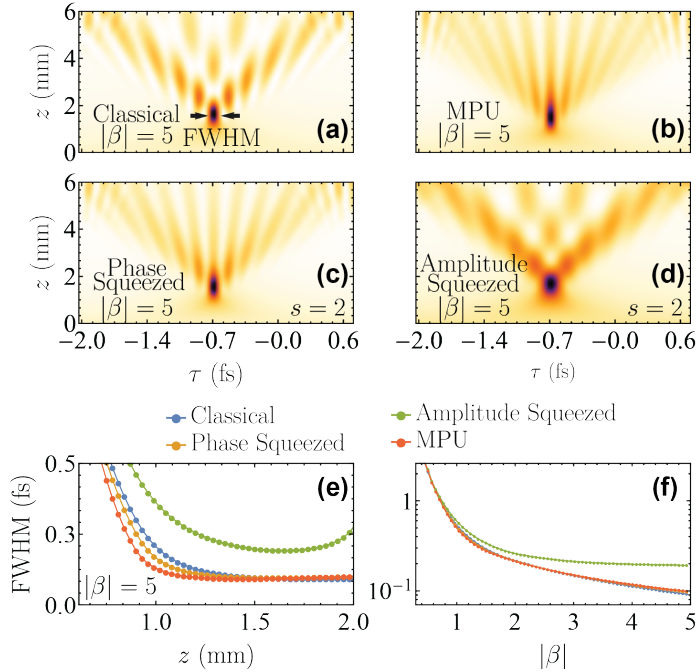 6
4
2
0
z (mm)
Classical
|β| = 5
FWHM
(a)
6
4
2
0
MPU
|β| = 5
(b)
6
4
2
0
z (mm)
Phase
Squeezed
|β| = 5
s = 2
(c)
6
4
2
0
Amplitude
Squeezed
|β| = 5
s = 2
(d)
−2.0 −1.4 −0.7 −0.0 0.6
τ (fs)
−2.0 −1.4 −0.7 −0.0 0.6
τ (fs)
Classical
Phase Squeezed
Amplitude Squeezed
MPU
0.5
0.3
0.0
FWHM (fs)
|β| = 5
(e)
1.0 1.5 2.0
z (mm)
1
10⁻¹
(f)
1 2 3 4 5
|β|